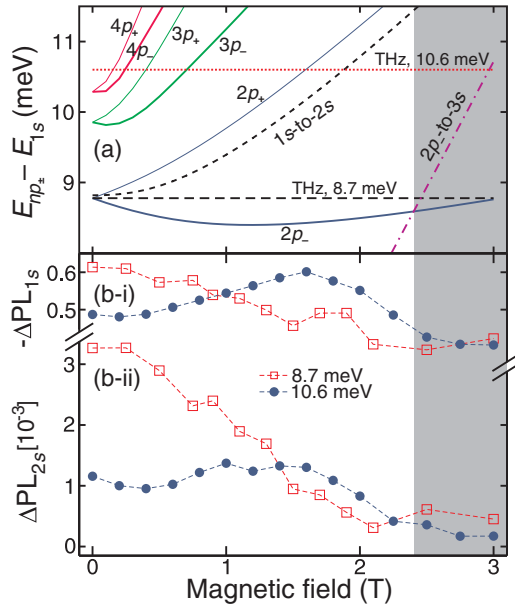 11
10
9
E_{np±} − E_{1s} (meV)
4p₊
4p₋
3p₊
3p₋
THz, 10.6 meV
2p₊
1s-to-2s
2p₋-to-3s
(a)
THz, 8.7 meV
2p₋
0.6
0.5
-ΔPL_{1s}
(b-i)
3
2
1
0
ΔPL_{2s} [10⁻³]
(b-ii)
8.7 meV
10.6 meV
0
1
2
3
Magnetic field (T)